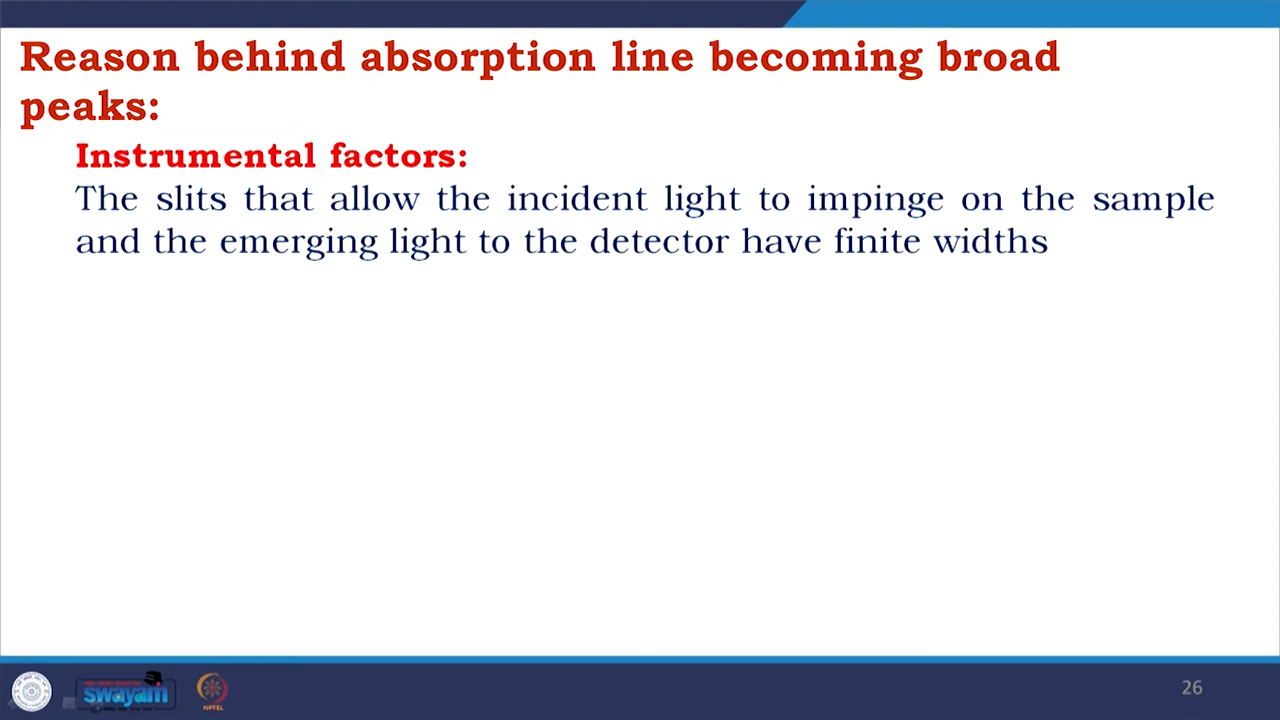 Reason behind absorption line becoming broad
peaks:
Instrumental factors:
The slits that allow the incident light to impinge on the sample
and the emerging light to the detector have finite widths
swayam
NPTEL
26